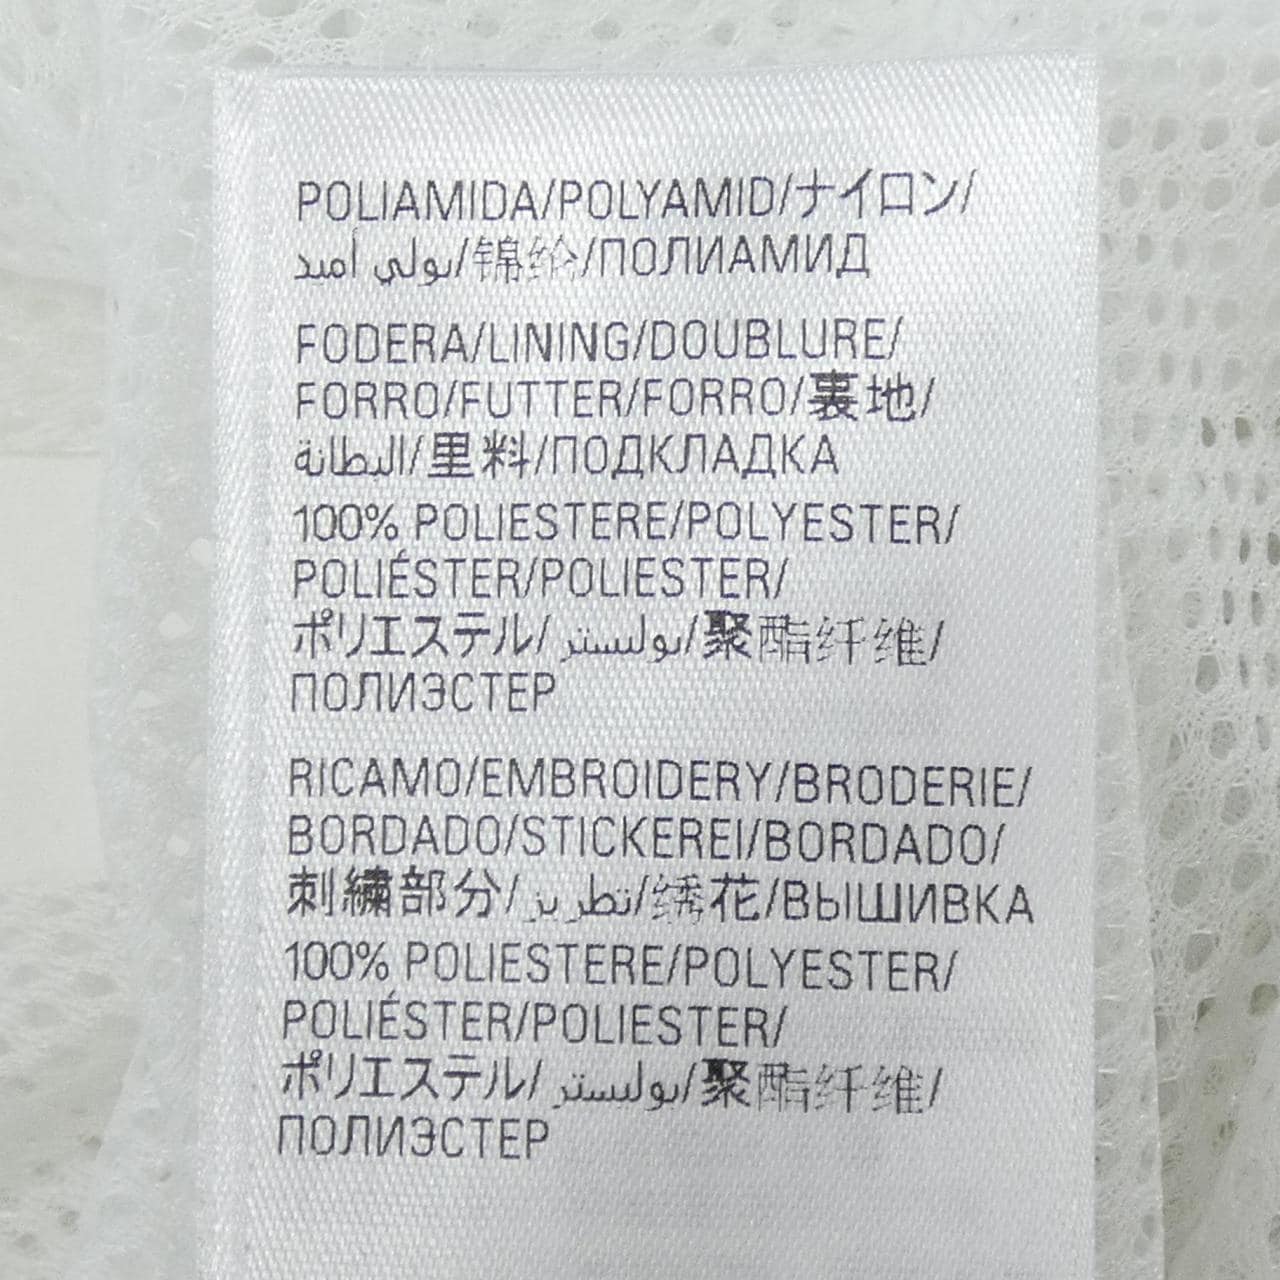 POLIAMIDA/POLYAMID/ナイロン/
بولي أميد/锦纶/ПОЛИАМИД
FODERA/LINING/DOUBLURE/
FORRO/FUTTER/FORRO/裏地/
البطانة/里料/ПОДКЛАДКА
100% POLIESTERE/POLYESTER/
POLIÉSTER/POLIESTER/
ポリエステル/بوليستر/聚酯纤维/
ПОЛИЭСТЕР
RICAMO/EMBROIDERY/BRODERIE/
BORDADO/STICKEREI/BORDADO/
刺繍部分/تطريز/绣花/ВЫШИВКА
100% POLIESTERE/POLYESTER/
POLIÉSTER/POLIESTER/
ポリエステル/بوليستر/聚酯纤维/
ПОЛИЭСТЕР